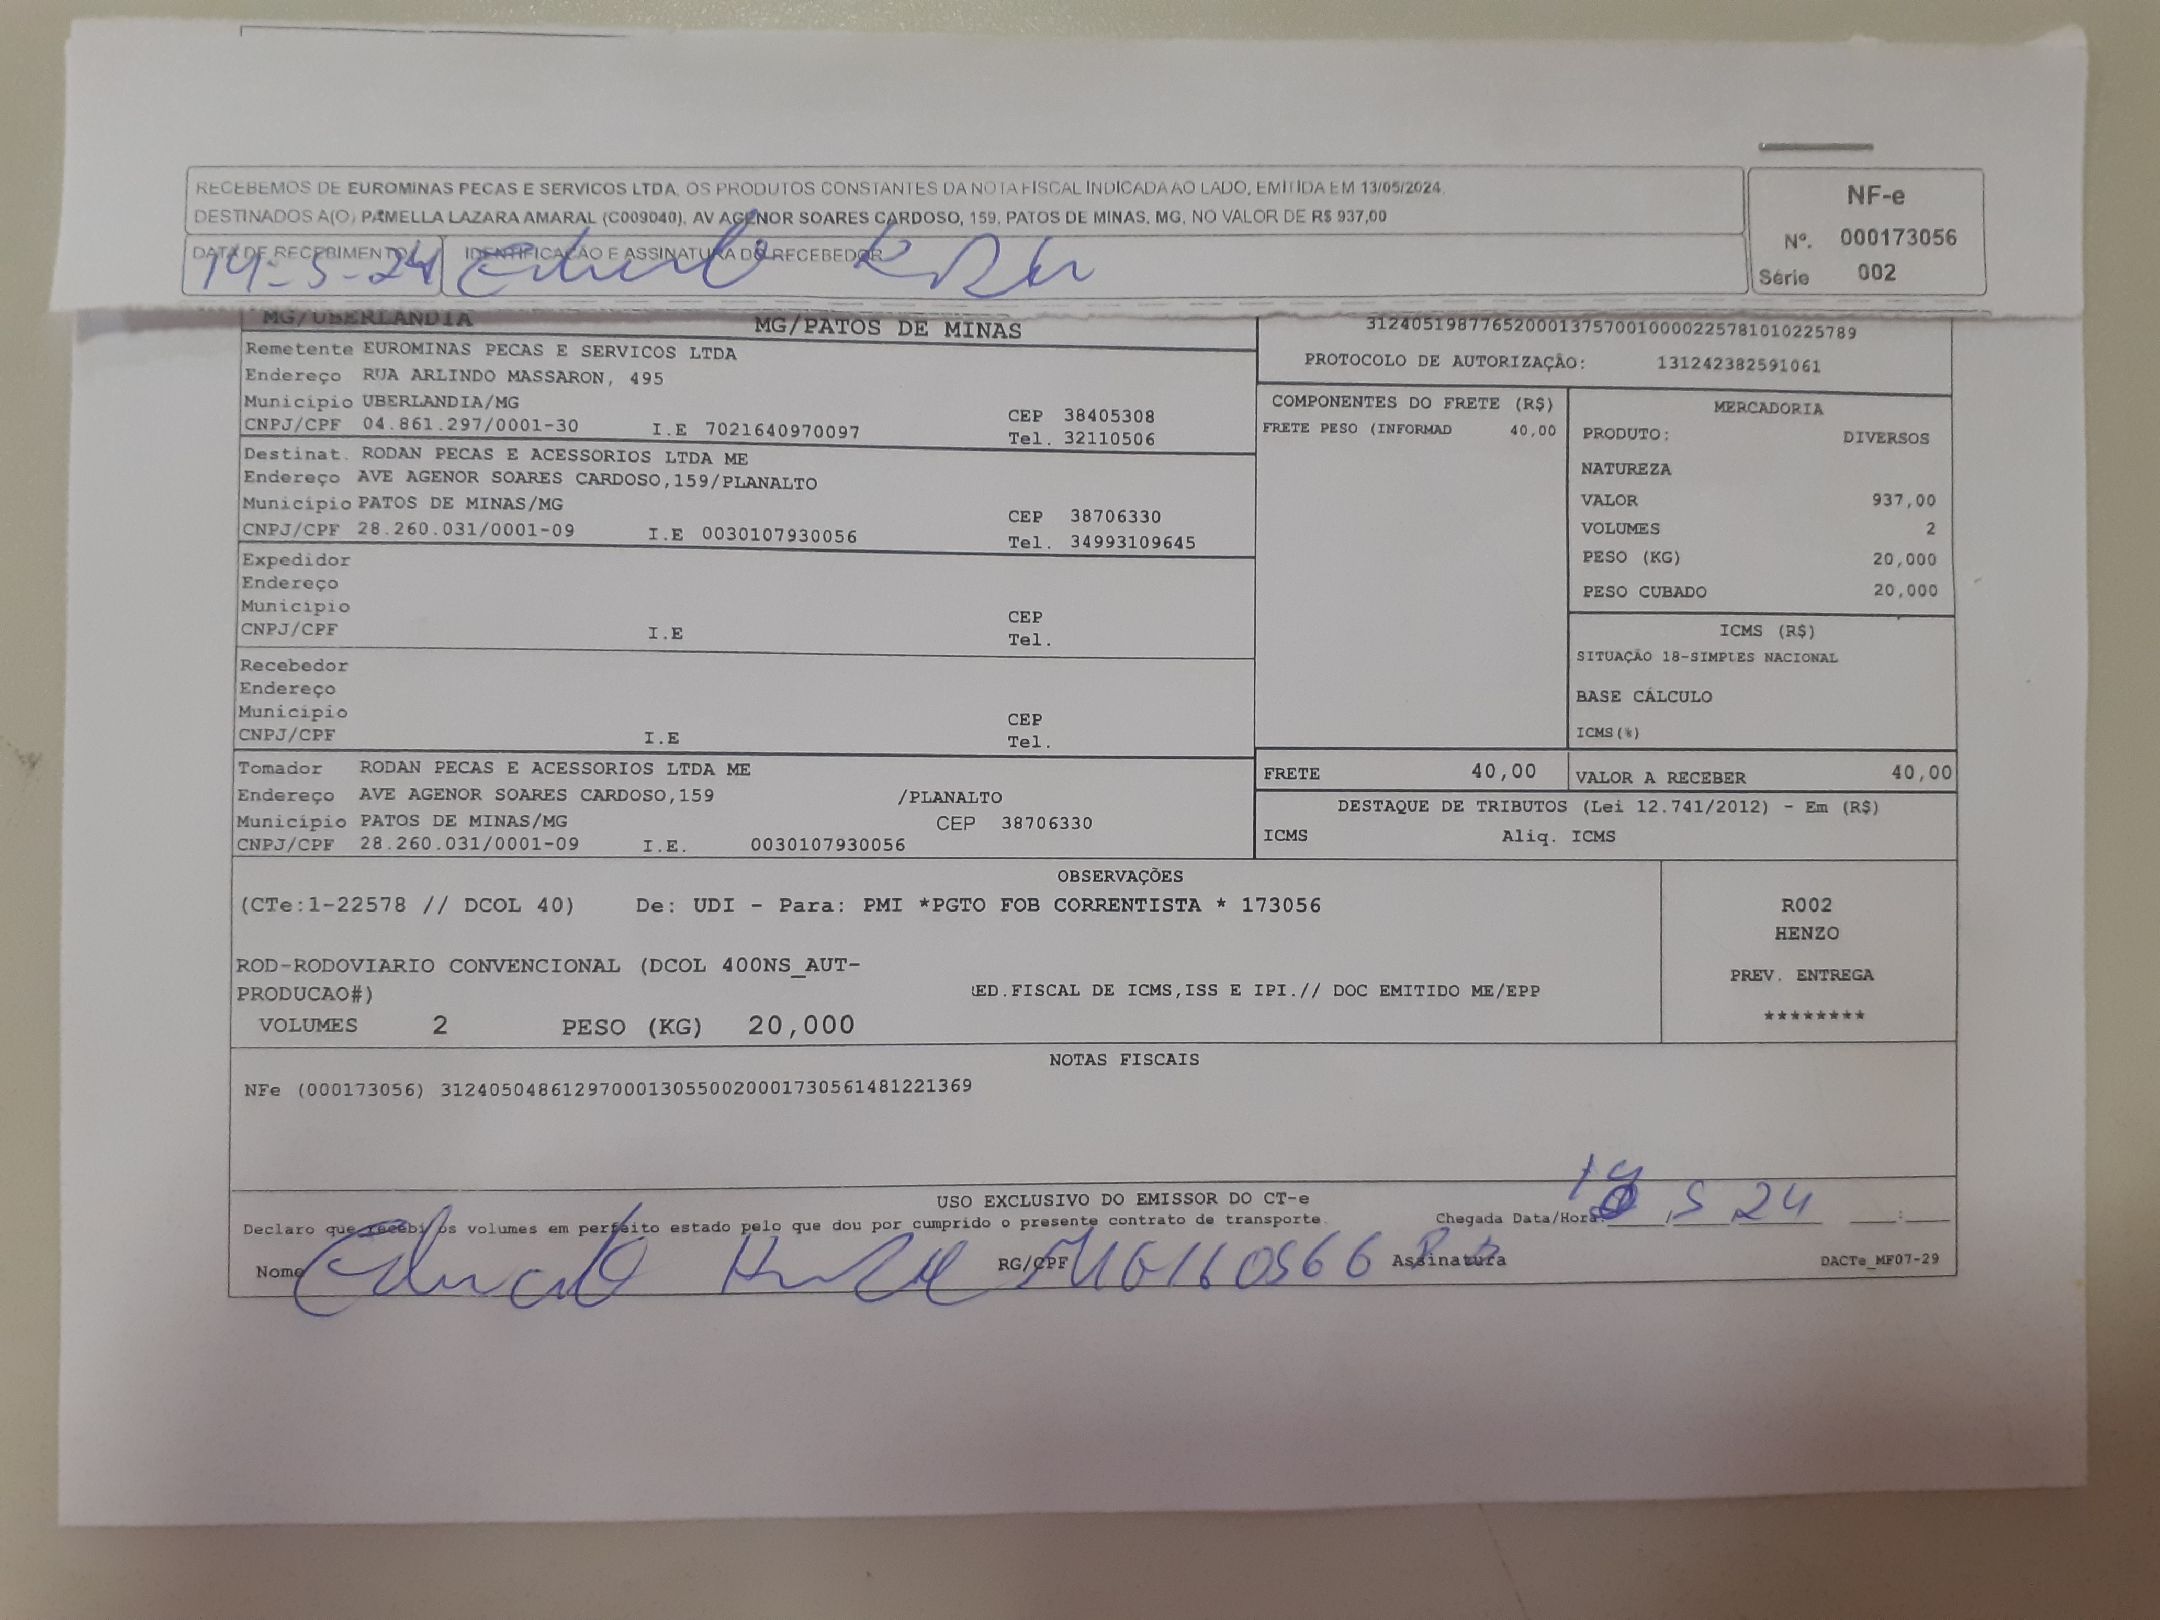 RECEBEMOS DE EUROMINAS PECAS E SERVICOS LTDA, OS PRODUTOS CONSTANTES DA NOTA FISCAL INDICADA AO LADO, EMITIDA EM 13/05/2024,
DESTINADOS A(O) PAMELLA LAZARA AMARAL (C009040), AV AGENOR SOARES CARDOSO, 159, PATOS DE MINAS, MG, NO VALOR DE R$ 937,00
DATA DE RECEBIMENTO IDENTIFICAÇÃO E ASSINATURA DO RECEBEDOR
14-5-24 Eduardo
NF-e
Nº. 000173056
Série 002
MG/UBERLANDIA MG/PATOS DE MINAS
31240519877652000137570010000225781010225789
PROTOCOLO DE AUTORIZAÇÃO: 131242382591061
Remetente EUROMINAS PECAS E SERVICOS LTDA
Endereço RUA ARLINDO MASSARON, 495
Municipio UBERLANDIA/MG CEP 38405308
CNPJ/CPF 04.861.297/0001-30 I.E 7021640970097 Tel. 32110506
Destinat. RODAN PECAS E ACESSORIOS LTDA ME
Endereço AVE AGENOR SOARES CARDOSO,159/PLANALTO
Município PATOS DE MINAS/MG CEP 38706330
CNPJ/CPF 28.260.031/0001-09 I.E 0030107930056 Tel. 34993109645
Expedidor
Endereço
Município CEP
CNPJ/CPF I.E Tel.
Recebedor
Endereço
Município CEP
CNPJ/CPF I.E Tel.
Tomador RODAN PECAS E ACESSORIOS LTDA ME
Endereço AVE AGENOR SOARES CARDOSO,159 /PLANALTO
Município PATOS DE MINAS/MG CEP 38706330
CNPJ/CPF 28.260.031/0001-09 I.E. 0030107930056
COMPONENTES DO FRETE (R$)
FRETE PESO (INFORMAD 40,00
MERCADORIA
PRODUTO: DIVERSOS
NATUREZA
VALOR 937,00
VOLUMES 2
PESO (KG) 20,000
PESO CUBADO 20,000
ICMS (R$)
SITUAÇÃO 18-SIMPLES NACIONAL
BASE CÁLCULO
ICMS(%)
FRETE 40,00 VALOR A RECEBER 40,00
DESTAQUE DE TRIBUTOS (Lei 12.741/2012) - Em (R$)
ICMS Aliq. ICMS
OBSERVAÇÕES
(CTe:1-22578 // DCOL 40) De: UDI - Para: PMI *PGTO FOB CORRENTISTA * 173056
ROD-RODOVIARIO CONVENCIONAL (DCOL 400NS_AUT-
PRODUCAO#) ED.FISCAL DE ICMS,ISS E IPI.// DOC EMITIDO ME/EPP
VOLUMES 2 PESO (KG) 20,000
R002
HENZO
PREV. ENTREGA
********
NOTAS FISCAIS
NFe (000173056) 31240504861297000130550020001730561481221369
USO EXCLUSIVO DO EMISSOR DO CT-e
Declaro que recebi os volumes em perfeito estado pelo que dou por cumprido o presente contrato de transporte.
Chegada Data/Hora: 14 / 5 24 :
Nome Eduardo RG/CPF Assinatura DACTe_MF07-29